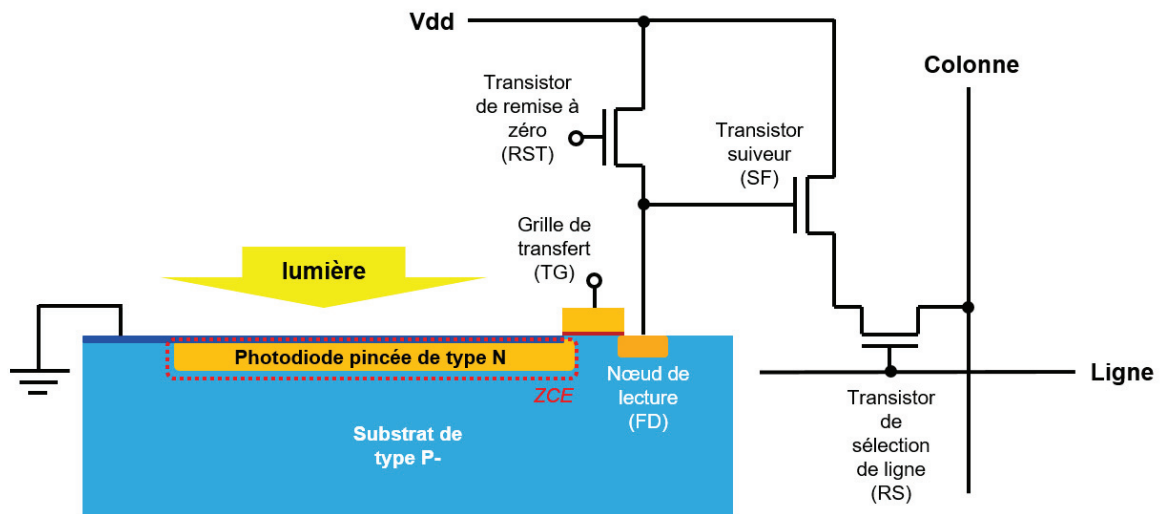 Vdd
Colonne
Transistor
de remise à
zéro
(RST)
Transistor
suiveur
(SF)
Grille de
transfert
(TG)
lumière
Photodiode pincée de type N
ZCE
Nœud de
lecture
(FD)
Substrat de
type P-
Ligne
Transistor
de
sélection
de ligne
(RS)